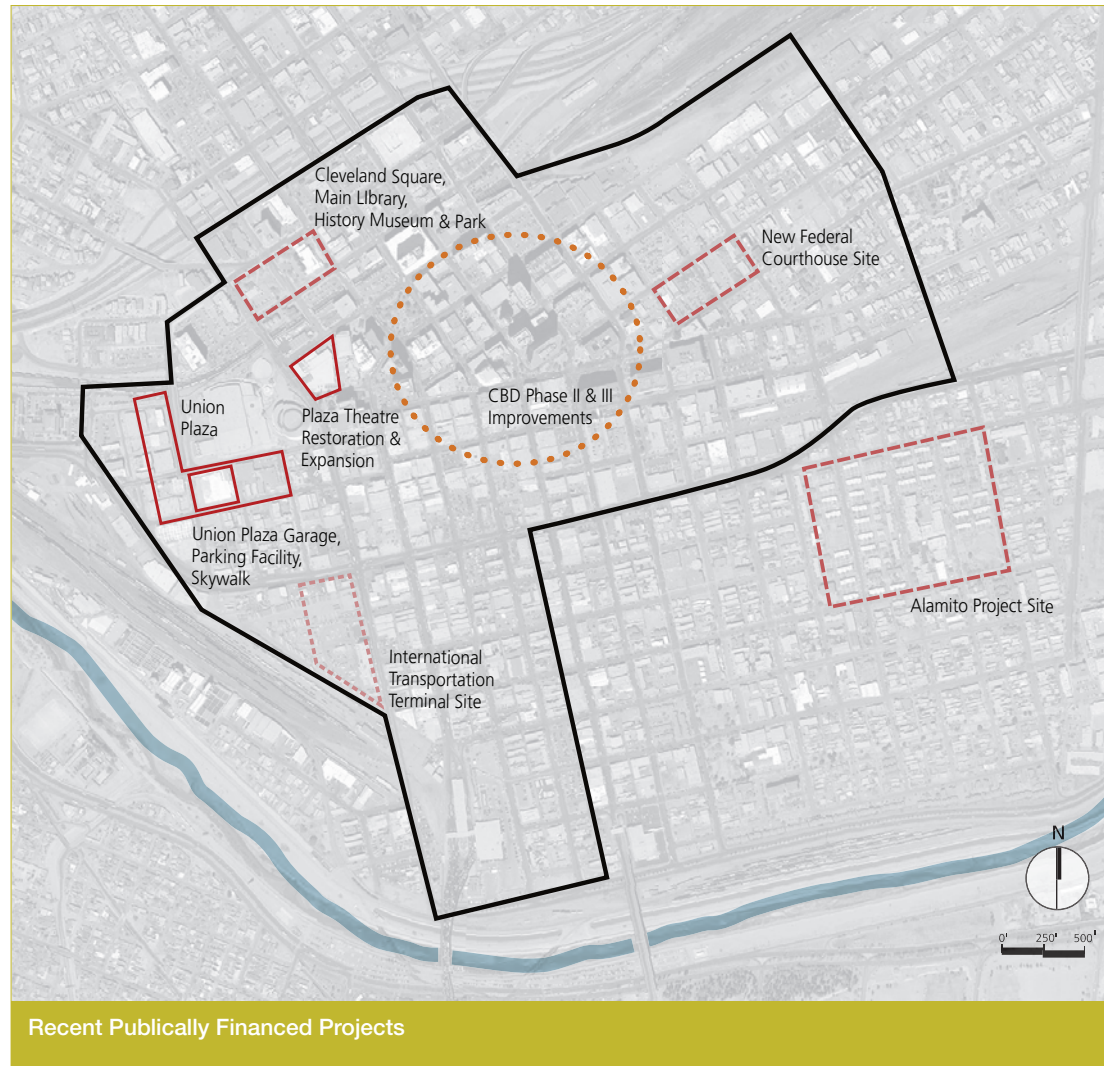 Cleveland Square,
Main LIbrary,
History Museum & Park
New Federal
Courthouse Site
CBD Phase II & III
Improvements
Union
Plaza
Plaza Theatre
Restoration &
Expansion
Union Plaza Garage,
Parking Facility,
Skywalk
Alamito Project Site
International
Transportation
Terminal Site
N
0' 250' 500'
Recent Publically Financed Projects